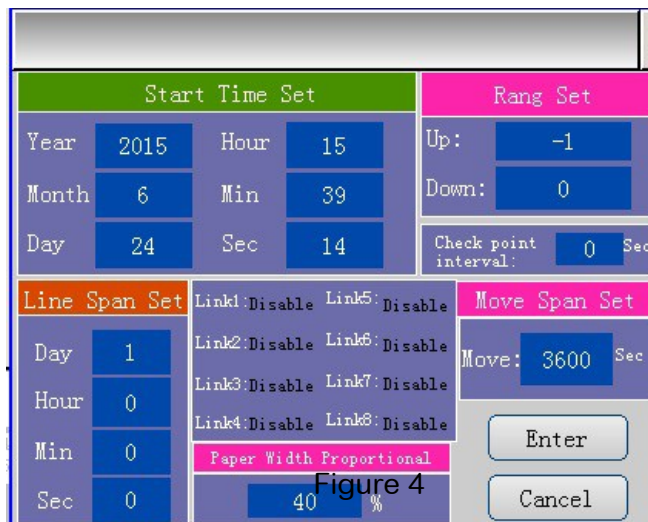 Start Time Set
Rang Set
Year 2015 Hour 15
Up: -1
Month 6 Min 39
Down: 0
Day 24 Sec 14
Check point interval: 0 Sec
Line Span Set
Link1:Disable Link5:Disable
Move Span Set
Day 1
Link2:Disable Link6:Disable
Move: 3600 Sec
Hour 0
Link3:Disable Link7:Disable
Link4:Disable Link8:Disable
Enter
Min 0
Paper Width Proportional
Sec 0
40 %
Figure 4
Cancel